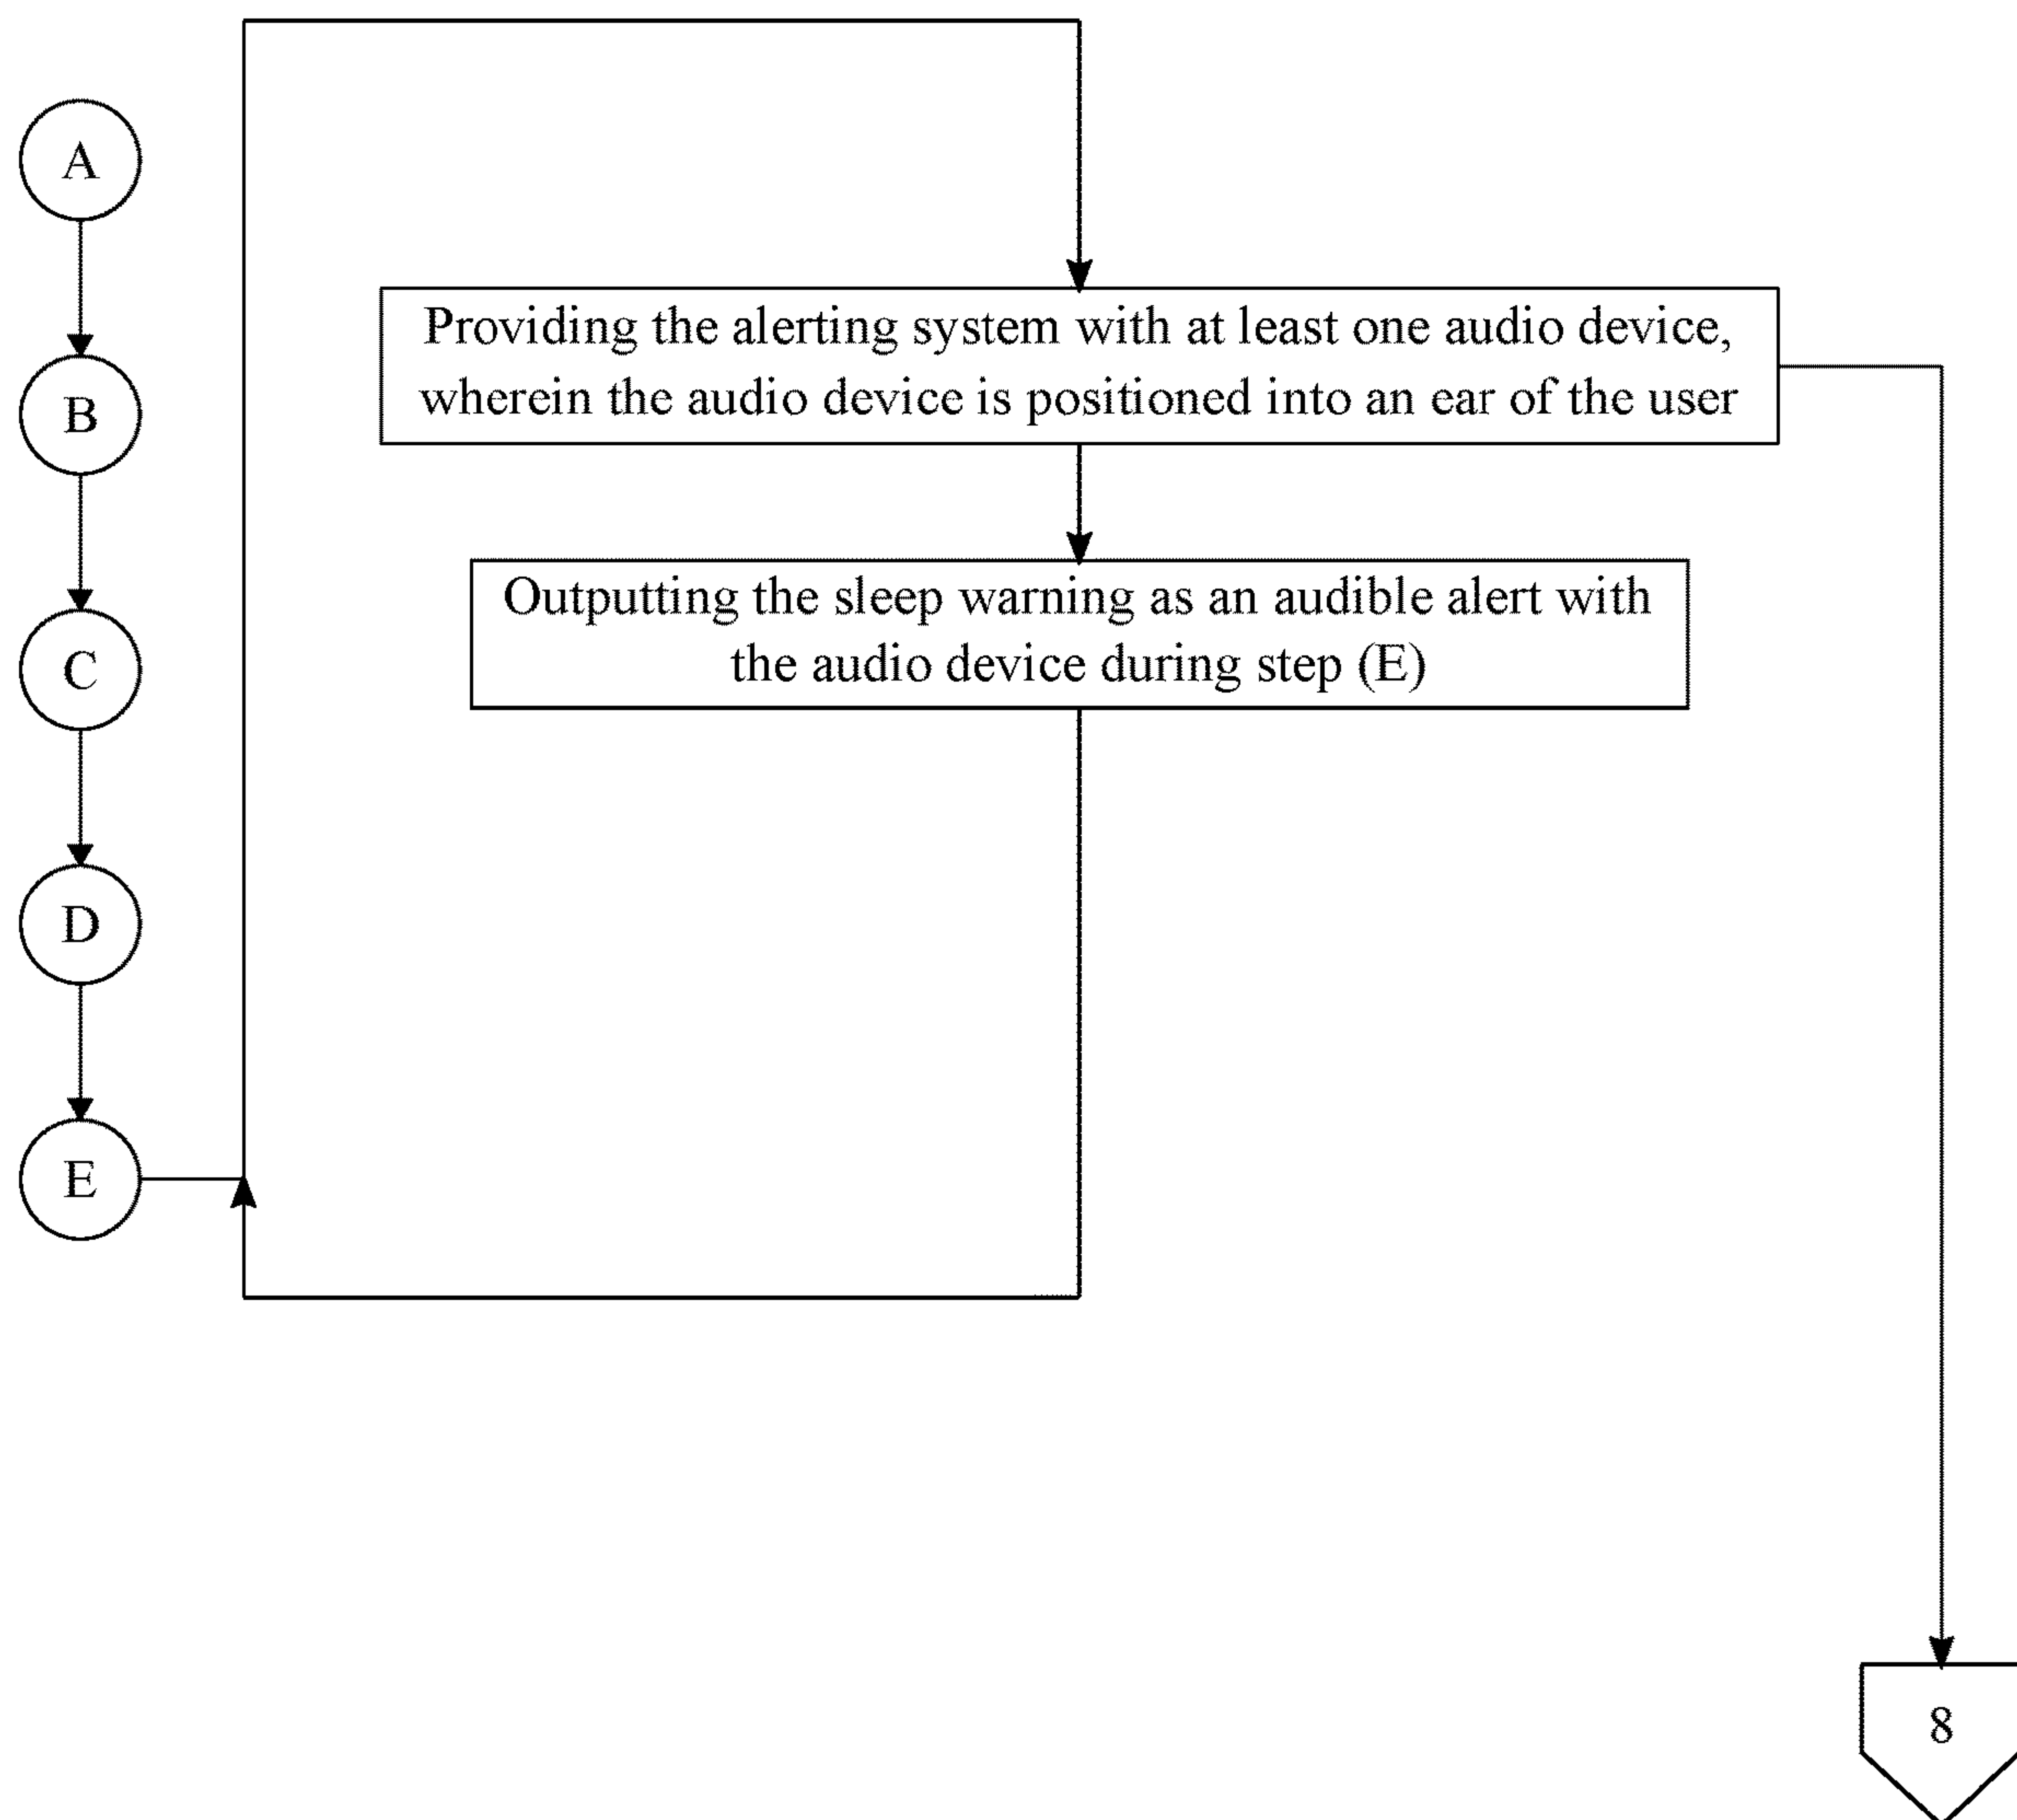 A
B
C
D
E
Providing the alerting system with at least one audio device,
wherein the audio device is positioned into an ear of the user
Outputting the sleep warning as an audible alert with
the audio device during step (E)
8